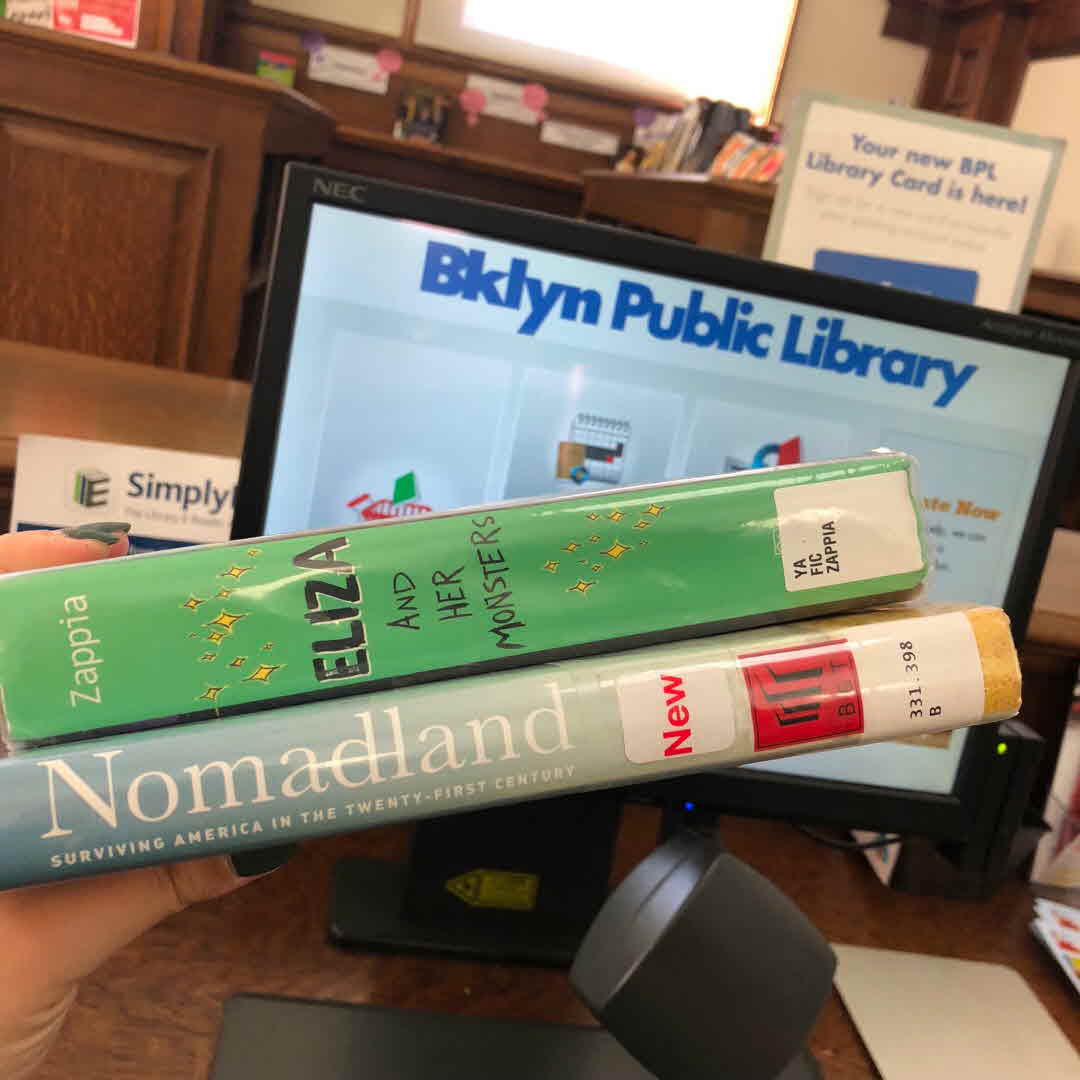 NEC
Your new BPL
Library Card is here!
Bklyn Public Library
Simply
Zappia
ELIZA
AND
HER
MONSTERS
YA
FIC
ZAPPIA
Now
Nomadland
SURVIVING AMERICA IN THE TWENTY-FIRST CENTURY
New
331.398
B